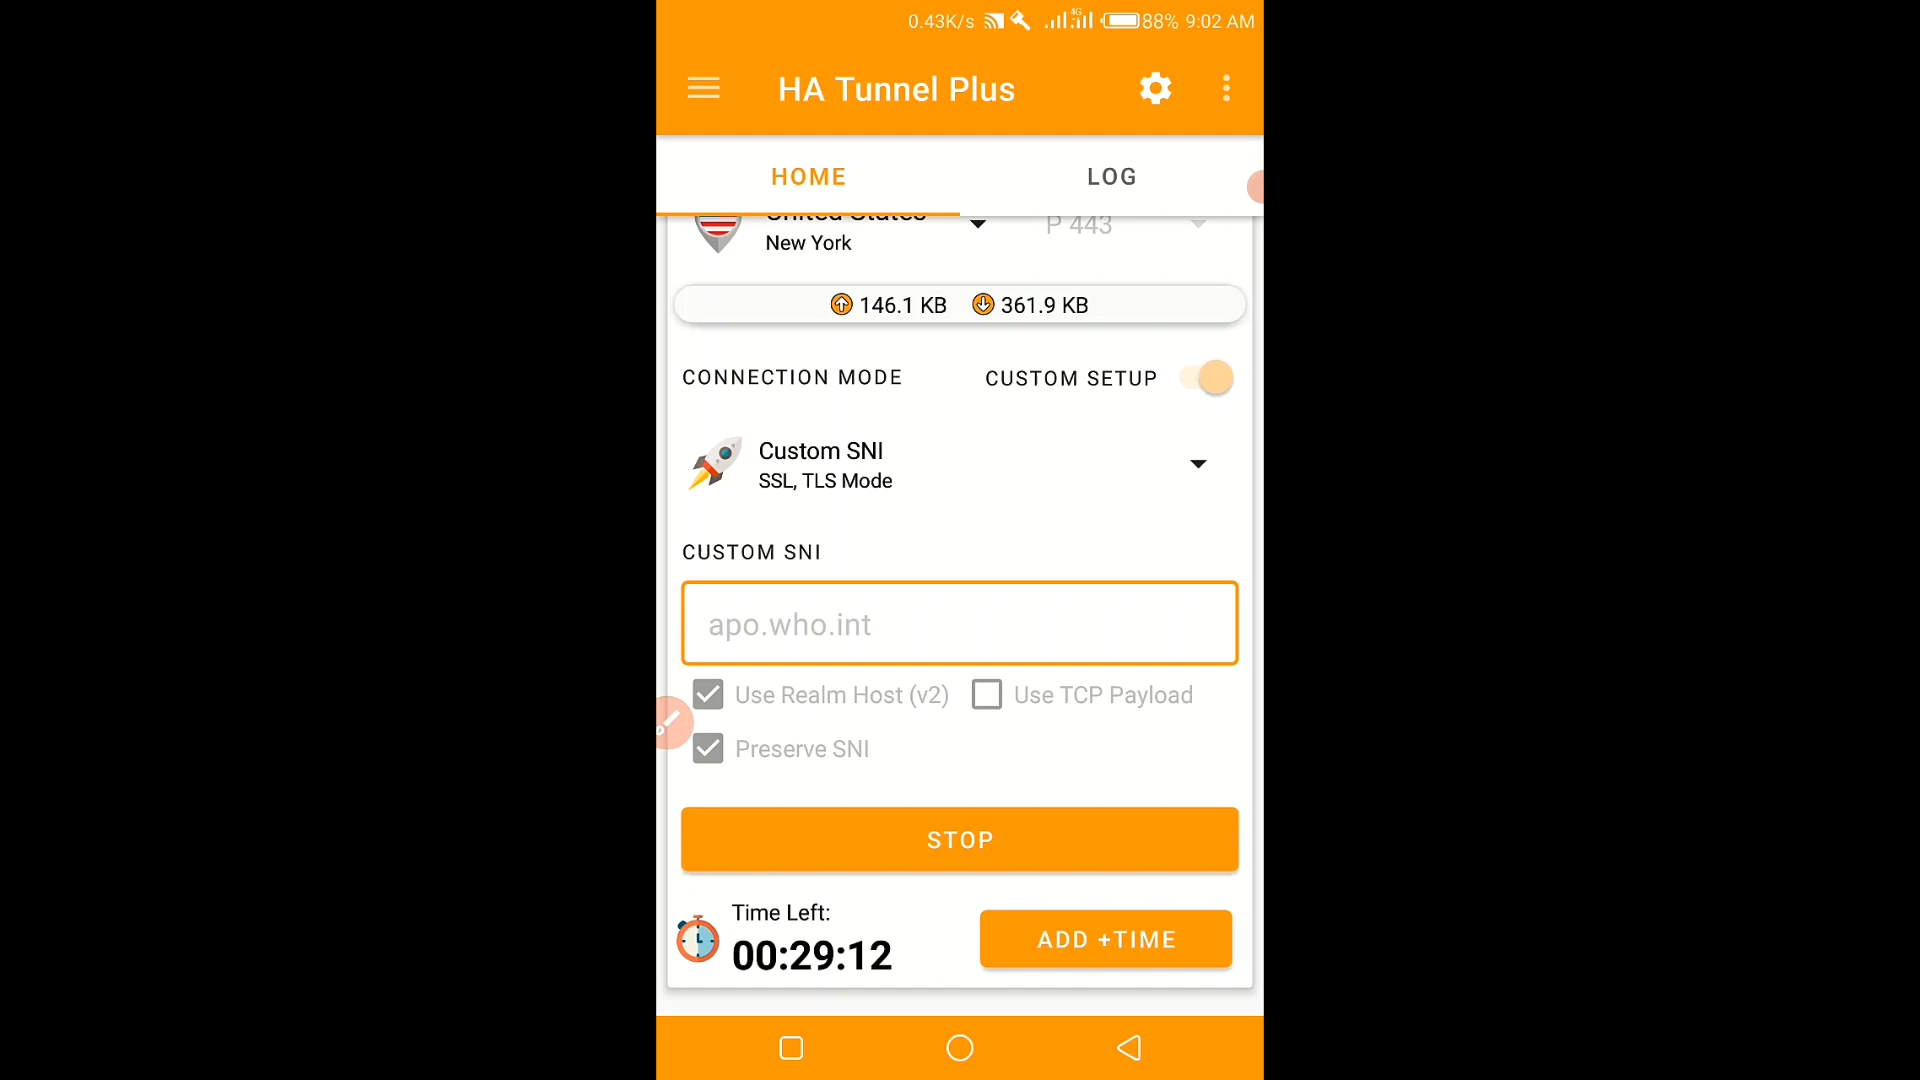 0.43K/s 4G 88% 9:02 AM
HA Tunnel Plus
HOME LOG
United States P 443
New York
146.1 KB 361.9 KB
CONNECTION MODE CUSTOM SETUP
Custom SNI
SSL, TLS Mode
CUSTOM SNI
apo.who.int
Use Realm Host (v2) Use TCP Payload
Preserve SNI
STOP
Time Left:
00:29:12 ADD +TIME